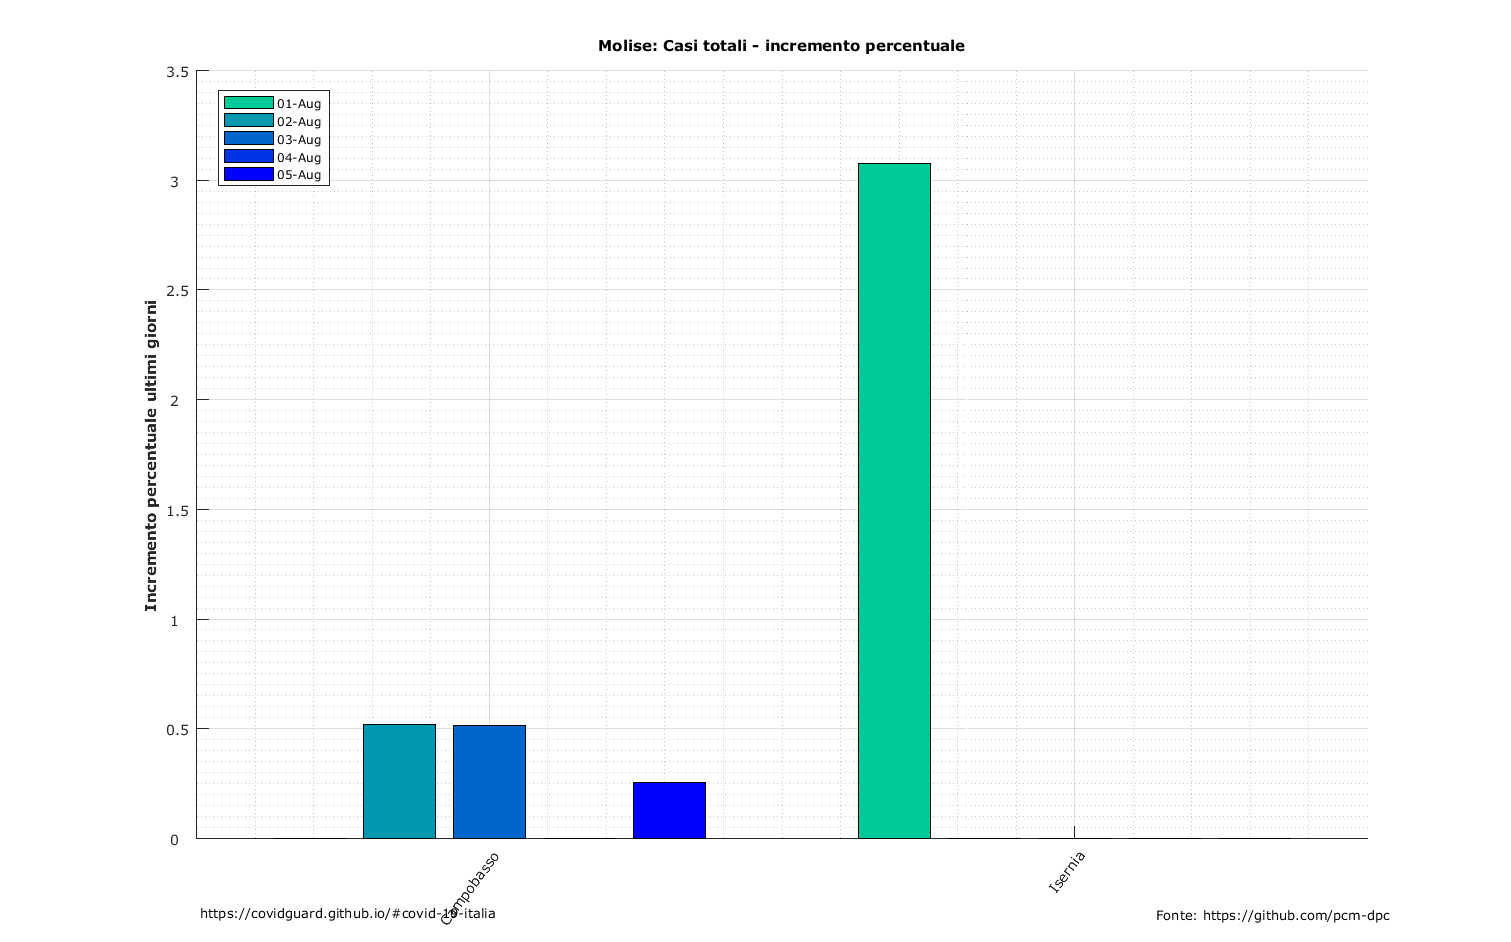 Molise: Casi totali - incremento percentuale
3.5
3
2.5
2
1.5
1
0.5
0
Incremento percentuale ultimi giorni
01-Aug
02-Aug
03-Aug
04-Aug
05-Aug
Campobasso
Isernia
https://covidguard.github.io/#covid-19-italia
Fonte: https://github.com/pcm-dpc